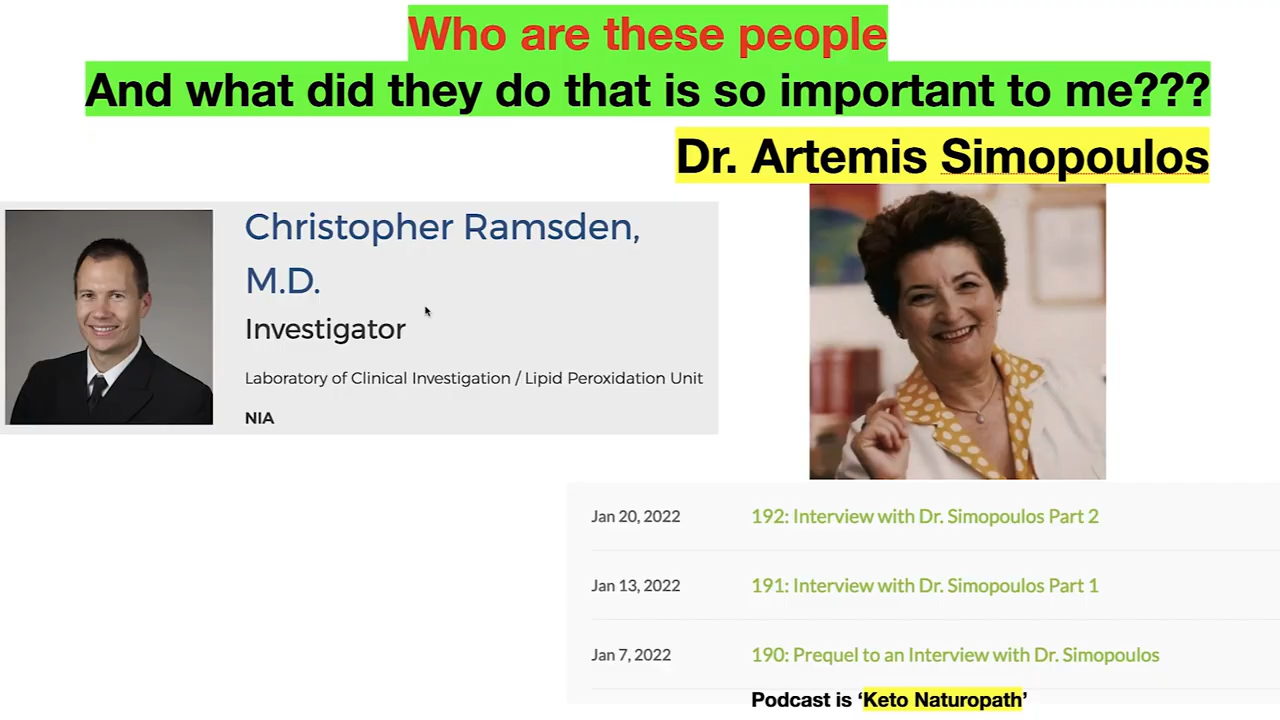 Who are these people
And what did they do that is so important to me???
Dr. Artemis Simopoulos
Christopher Ramsden,
M.D.
Investigator
Laboratory of Clinical Investigation / Lipid Peroxidation Unit
NIA
Jan 20, 2022 192: Interview with Dr. Simopoulos Part 2
Jan 13, 2022 191: Interview with Dr. Simopoulos Part 1
Jan 7, 2022 190: Prequel to an Interview with Dr. Simopoulos
Podcast is ‘Keto Naturopath’